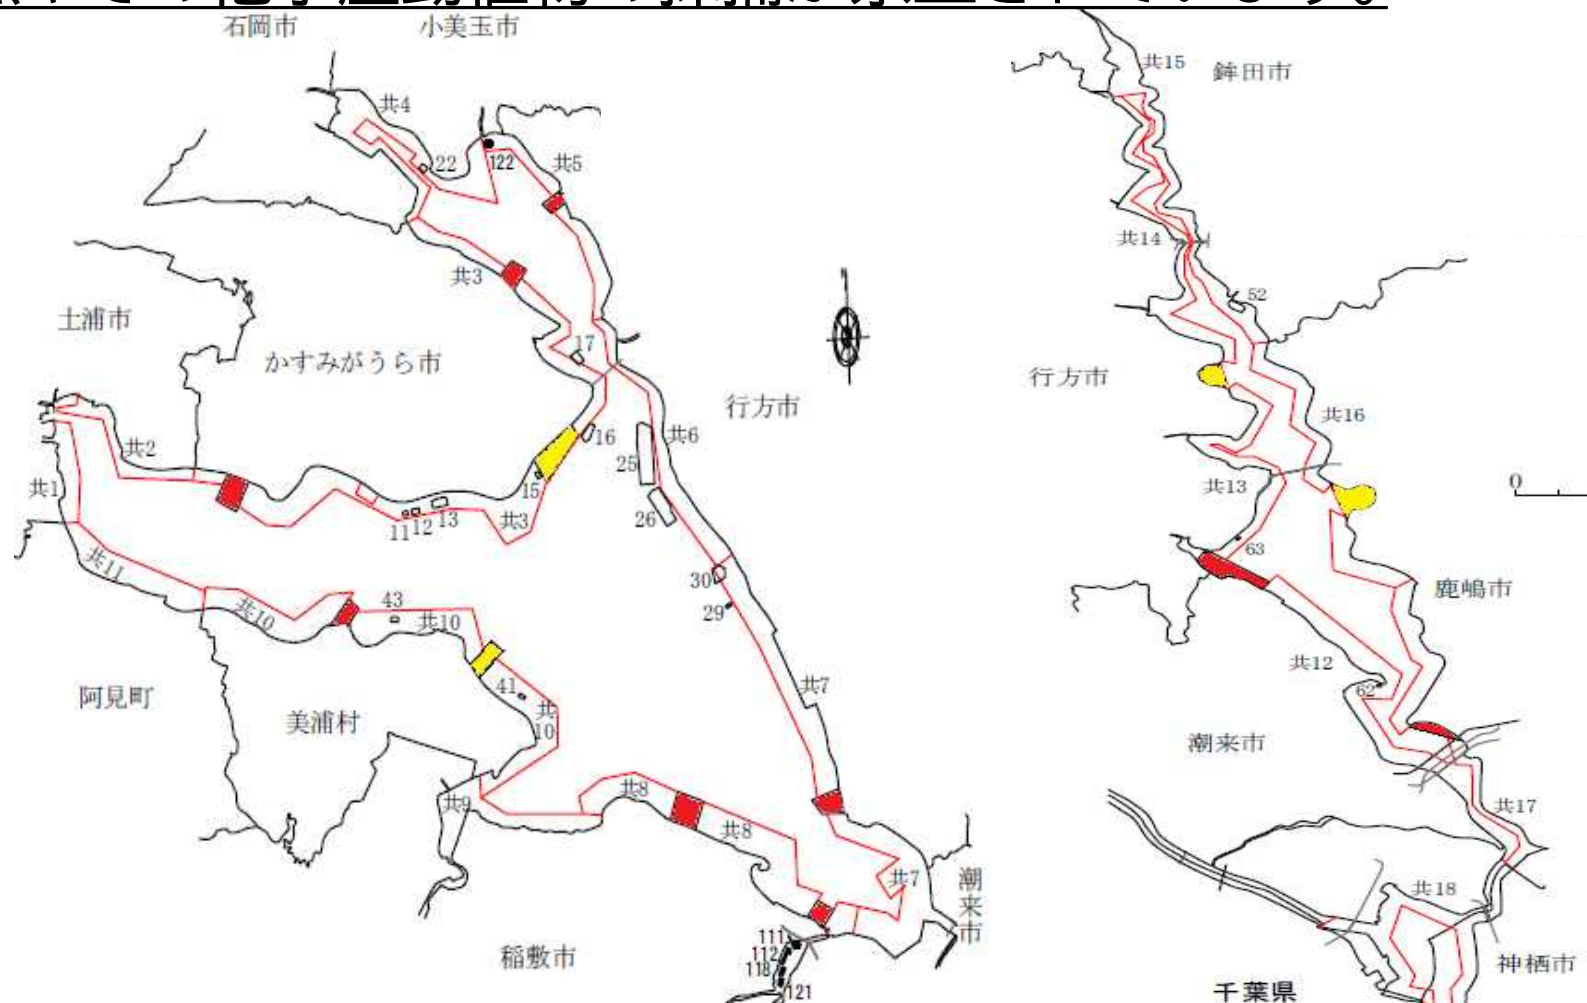 石岡市
小美玉市
共4
22
122
共5
共3
土浦市
かすみがうら市
17
行方市
共2
共1
16
共6
25
15
26
11
12
13
共3
共11
共10
43
共10
30
29
阿見町
美浦村
41
共
10
共7
共9
共8
共8
共7
潮来市
稲敷市
111
112
118
121
共15
鉾田市
共14
52
行方市
共16
共13
0
63
鹿嶋市
共12
62
潮来市
共17
共18
神栖市
千葉県